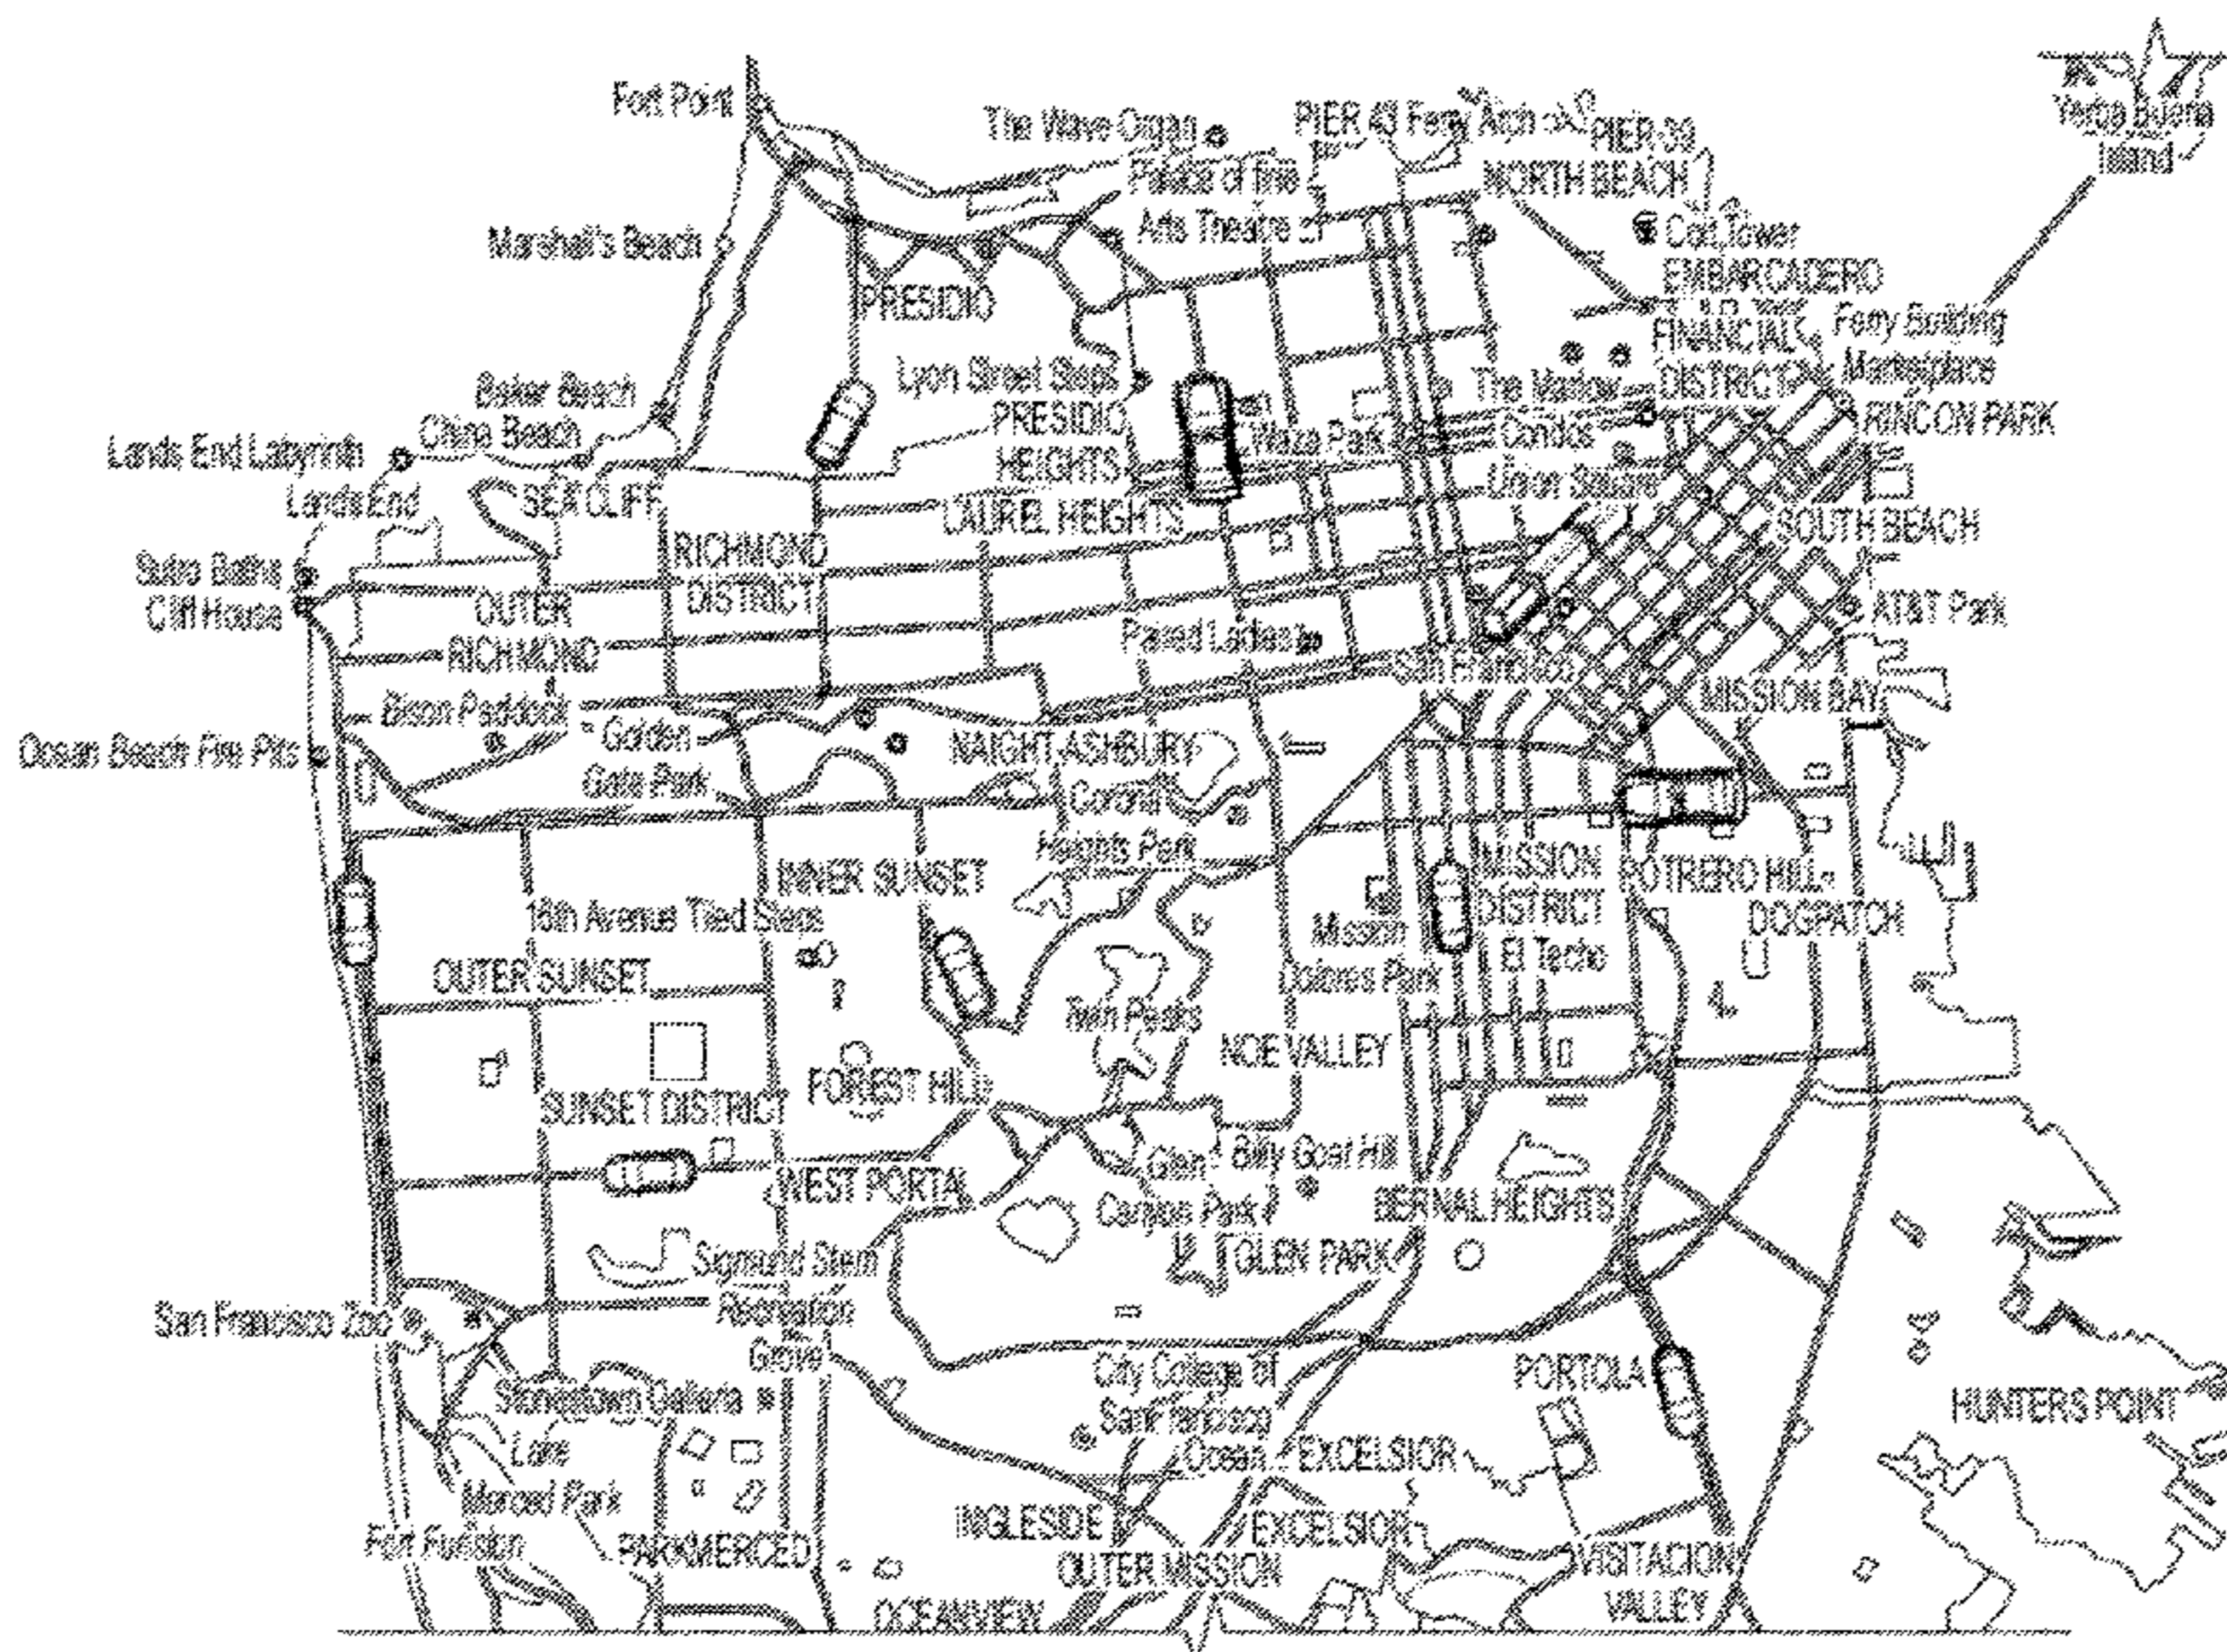 Fort Point
The Wave Organ
PIER 43 Ferry Arch
PIER 39
Yerba Buena
Island
Palace of fine
Arts Theatre
NORTH BEACH
Marshall's Beach
Coit Tower
PRESIDIO
EMBARCADERO
FINANCIAL
DISTRICT
Ferry Building
Marketplace
Baker Beach
Lyon Street Steps
China Beach
PRESIDIO
HEIGHTS
The Matlow
Condos
RINCON PARK
Lands End Labyrinth
Lands End
SEA CLIFF
LAUREL HEIGHTS
Union Square
SOUTH BEACH
RICHMOND
DISTRICT
Sutro Baths
Cliff House
OUTER
RICHMOND
Painted Ladies
AT&T Park
San Francisco
Bison Paddock
MISSION BAY
Ocean Beach Fire Pits
Golden
Gate Park
NAIGHT-ASHBURY
Corona
Heights Park
INNER SUNSET
MISSION
DISTRICT
POTRERO HILL
DOGPATCH
16th Avenue Tiled Steps
Mission
Dolores Park
El Techo
OUTER SUNSET
Twin Peaks
NOE VALLEY
FOREST HILL
SUNSET DISTRICT
WEST PORTAL
Glen
Canyon Park
Billy Goat Hill
BERNAL HEIGHTS
GLEN PARK
Sigmund Stern
Recreation
Grove
San Francisco Zoo
City College of
San Francisco
Ocean
PORTOLA
Stonestown Galleria
HUNTERS POINT
Lake
Merced Park
EXCELSIOR
INGLESIDE
EXCELSIOR
Fort Funston
PARKMERCED
OUTER MISSION
VISITACION
VALLEY
OCEANVIEW